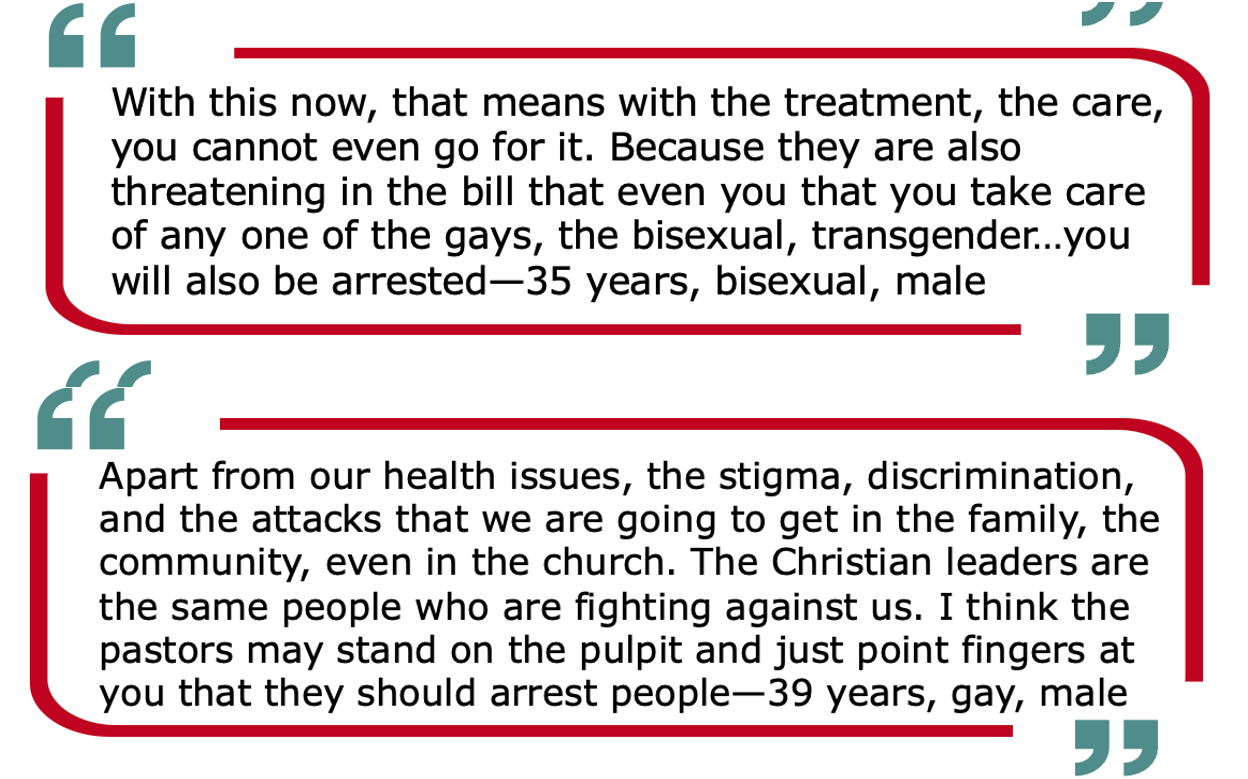 With this now, that means with the treatment, the care,
you cannot even go for it. Because they are also
threatening in the bill that even you that you take care
of any one of the gays, the bisexual, transgender…you
will also be arrested—35 years, bisexual, male
Apart from our health issues, the stigma, discrimination,
and the attacks that we are going to get in the family, the
community, even in the church. The Christian leaders are
the same people who are fighting against us. I think the
pastors may stand on the pulpit and just point fingers at
you that they should arrest people—39 years, gay, male